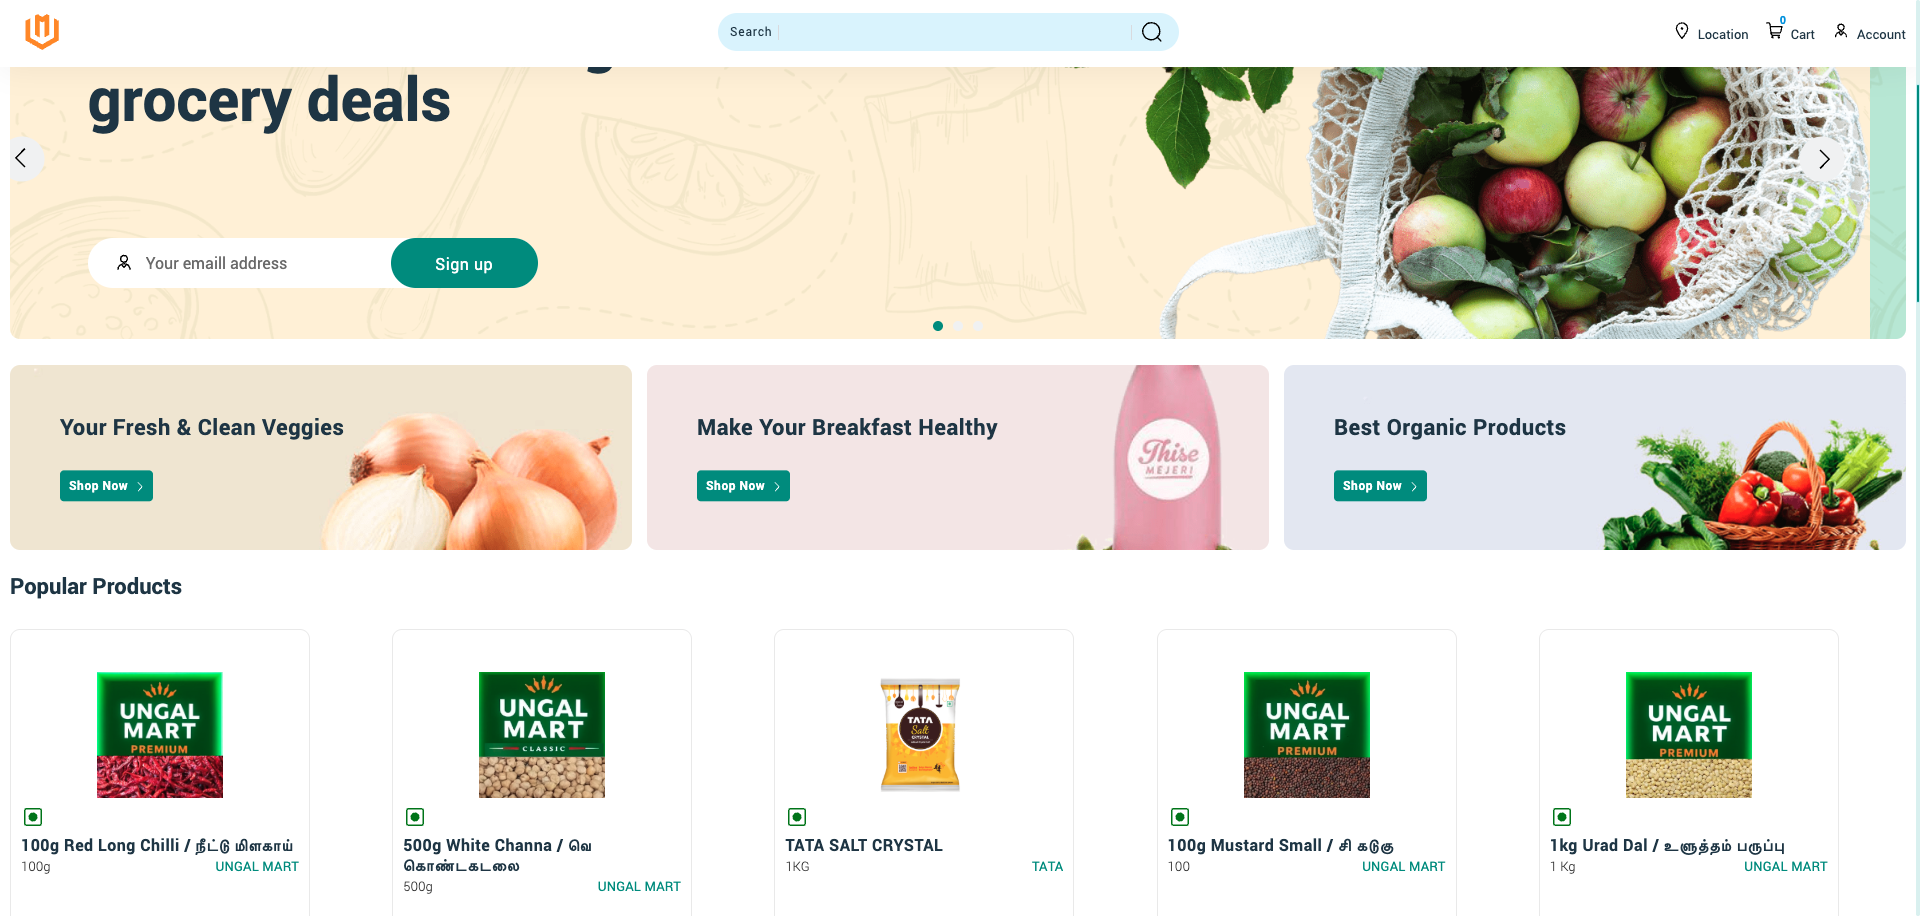 Search
Location
0
Cart
Account
grocery deals
Your emaill address
Sign up
Your Fresh & Clean Veggies
Shop Now
Make Your Breakfast Healthy
Shop Now
Thise
MEJERI
Best Organic Products
Shop Now
Popular Products
UNGAL
MART
PREMIUM
100g Red Long Chilli / நீட்டு மிளகாய்
100g
UNGAL MART
UNGAL
MART
CLASSIC
500g White Channa / வெ
கொண்டகடலை
500g
UNGAL MART
TATA
Salt
CRYSTAL
TATA SALT CRYSTAL
1KG
TATA
UNGAL
MART
PREMIUM
100g Mustard Small / சி கடுகு
100
UNGAL MART
UNGAL
MART
PREMIUM
1kg Urad Dal / உளுத்தம் பருப்பு
1 Kg
UNGAL MART